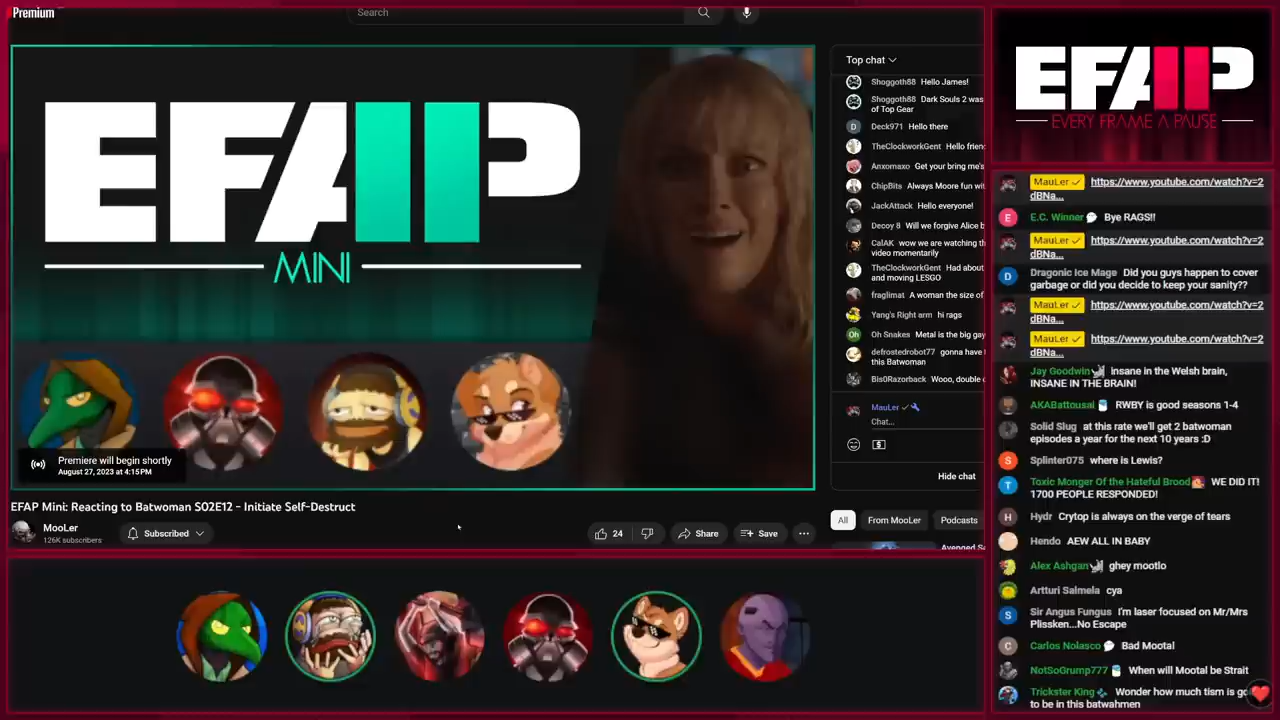 Premium
Search
EFAP
MINI
Premiere will begin shortly
August 27, 2023 at 4:15PM
EFAP Mini: Reacting to Batwoman S02E12 - Initiate Self-Destruct
MooLer
126K subscribers
Subscribed
24
Share
Save
Top chat
Shoggoth88 Hello James!
Shoggoth88 Dark Souls 2 was
of Top Gear
Deck971 Hello there
TheClockworkGent Hello frien
Anxomaxo Get your bring me's
ChipBits Always Moore fun wi
JackAttack Hello everyone!
Decoy 8 Will we forgive Alice b
CalAK wow we are watching th
video momentarily
TheClockworkGent Had about
and moving LESGO
fraglimat A woman the size of
Yang's Right arm hi rags
Oh Snakes Metal is the big ga
defrostedrobot77 gonna have
this Batwoman
Bis0Razorback Wooo, double c
MauLer
Chat...
Hide chat
All
From MooLer
Podcasts
Avenged Se
EFAP
EVERY FRAME A PAUSE
MauLer https://www.youtube.com/watch?v=2
dBNa...
E.C. Winner Bye RAGS!!
MauLer https://www.youtube.com/watch?v=2
dBNa...
Dragonic Ice Mage Did you guys happen to cover
garbage or did you decide to keep your sanity??
MauLer https://www.youtube.com/watch?v=2
dBNa...
MauLer https://www.youtube.com/watch?v=2
dBNa...
Jay Goodwin insane in the Welsh brain,
INSANE IN THE BRAIN!
AKABattousai RWBY is good seasons 1-4
Solid Slug at this rate we'll get 2 batwoman
episodes a year for the next 10 years :D
Splinter075 where is Lewis?
Toxic Monger Of the Hateful Brood WE DID IT!
1700 PEOPLE RESPONDED!
Hydr Crytop is always on the verge of tears
Hendo AEW ALL IN BABY
Alex Ashgan ghey mootlo
Artturi Salmela cya
Sir Angus Fungus I'm laser focused on Mr/Mrs
Plissken...No Escape
Carlos Nolasco Bad Mootal
NotSoGrump777 When will Mootal be Strait
Trickster King Wonder how much tism is go
to be in this batwahmen